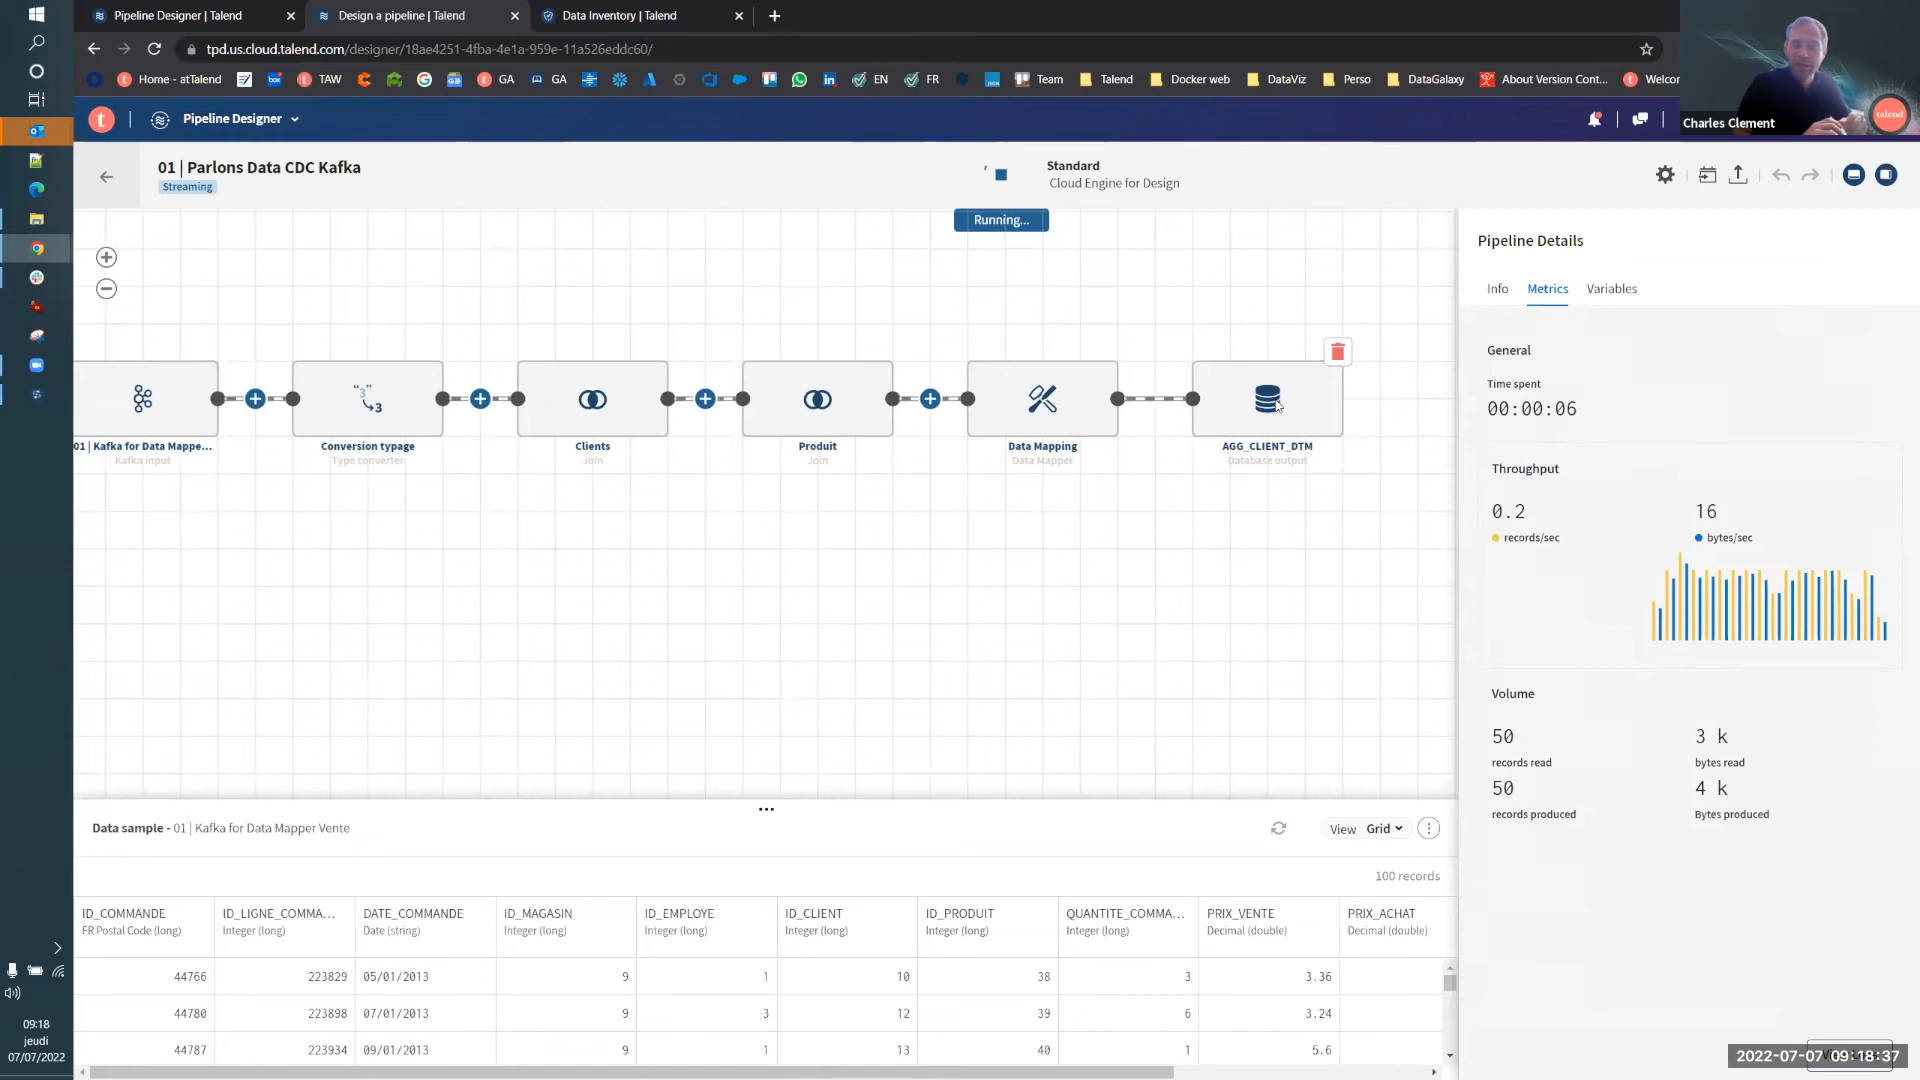 Pipeline Designer | Talend
Design a pipeline | Talend
Data Inventory | Talend
tpd.us.cloud.talend.com/designer/18ae4251-4fba-4e1a-959e-11a526eddc60/
Home - atTalend
TAW
GA
GA
EN
FR
Team
Talend
Docker web
DataViz
Perso
DataGalaxy
About Version Cont...
Welcor
Pipeline Designer
Charles Clement
talend
01 | Parlons Data CDC Kafka
Streaming
Standard
Cloud Engine for Design
Running...
01 | Kafka for Data Mappe...
Kafka input
Conversion typage
Type converter
Clients
Join
Produit
Join
Data Mapping
Data Mapper
AGG_CLIENT_DTM
Database output
Pipeline Details
Info
Metrics
Variables
General
Time spent
00:00:06
Throughput
0.2
records/sec
16
bytes/sec
Volume
50
records read
3 k
bytes read
50
records produced
4 k
Bytes produced
Data sample - 01 | Kafka for Data Mapper Vente
View Grid
100 records
ID_COMMANDE ID_LIGNE_COMMA... DATE_COMMANDE ID_MAGASIN ID_EMPLOYE ID_CLIENT ID_PRODUIT QUANTITE_COMMA... PRIX_VENTE PRIX_ACHAT
FR Postal Code (long) Integer (long) Date (string) Integer (long) Integer (long) Integer (long) Integer (long) Integer (long) Decimal (double) Decimal (double)
44766 223829 05/01/2013 9 1 10 38 3 3.36
44780 223898 07/01/2013 9 3 12 39 6 3.24
44787 223934 09/01/2013 9 1 13 40 1 5.6
09:18
jeudi
07/07/2022
2022-07-07 09:18:37